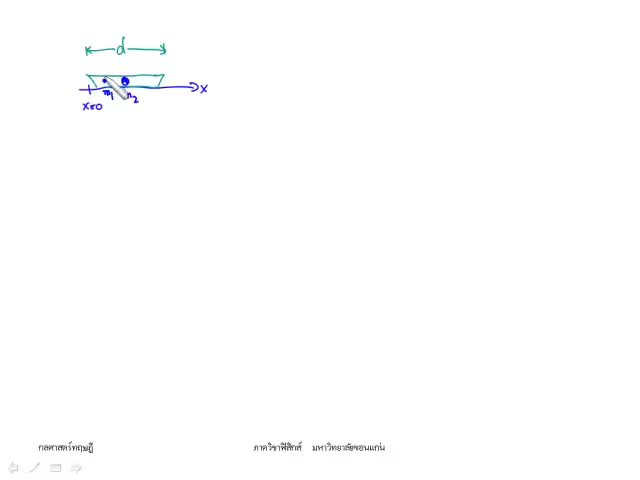 d
x
m1 m2
x=0
กลศาสตร์ทฤษฎี ภาควิชาฟิสิกส์ มหาวิทยาลัยขอนแก่น